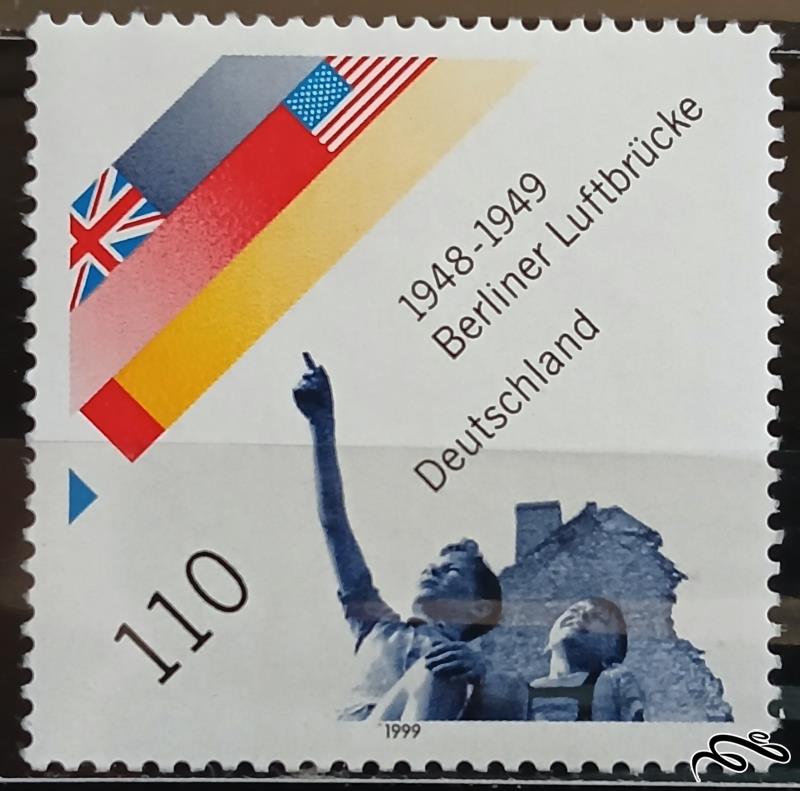 1948-1949
Berliner Luftbrücke
Deutschland
110
1999